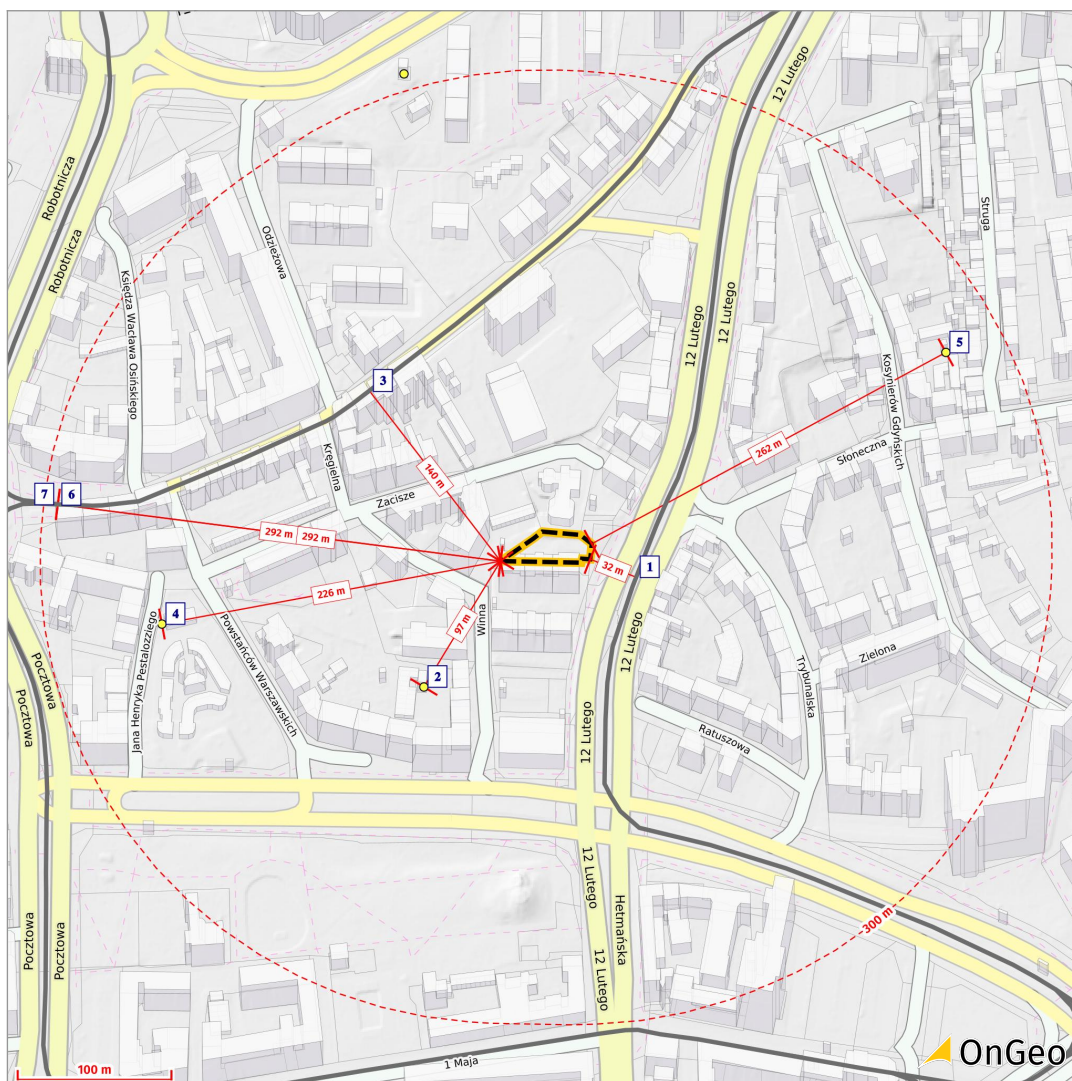 12 Lutego
Robotnicza
Robotnicza
Struga
Odzieżowa
Księdza Wacława Osińskiego
12 Lutego
12 Lutego
5
Kosynierów Gdyńskich
3
262 m
Słoneczna
Kręgielna
140 m
Zacisze
7
6
292 m
292 m
32 m
1
226 m
4
Winna
97 m
12 Lutego
Zielona
Jana Henryka Pestalozziego
Powstańców Warszawskich
Trybunalska
2
Pocztowa
Pocztowa
12 Lutego
Ratuszowa
12 Lutego
Hetmańska
300 m
Pocztowa
Pocztowa
12 Lutego
1 Maja
100 m
OnGeo